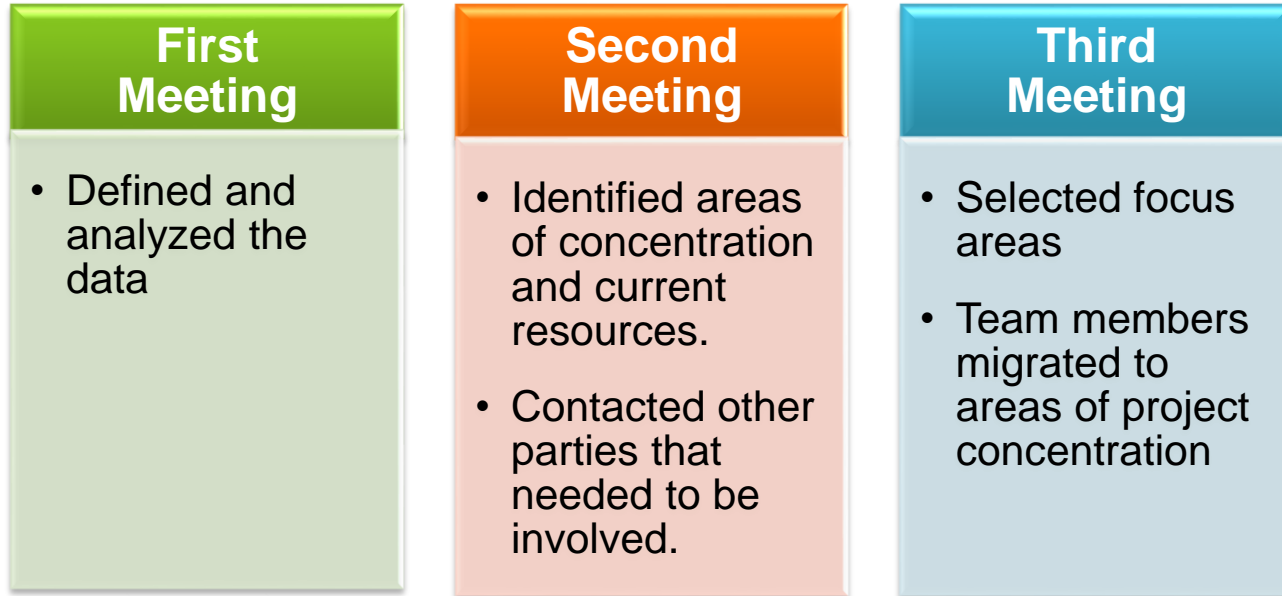 First
Meeting
• Defined and
analyzed the
data
Second
Meeting
• Identified areas
of concentration
and current
resources.
• Contacted other
parties that
needed to be
involved.
Third
Meeting
• Selected focus
areas
• Team members
migrated to
areas of project
concentration